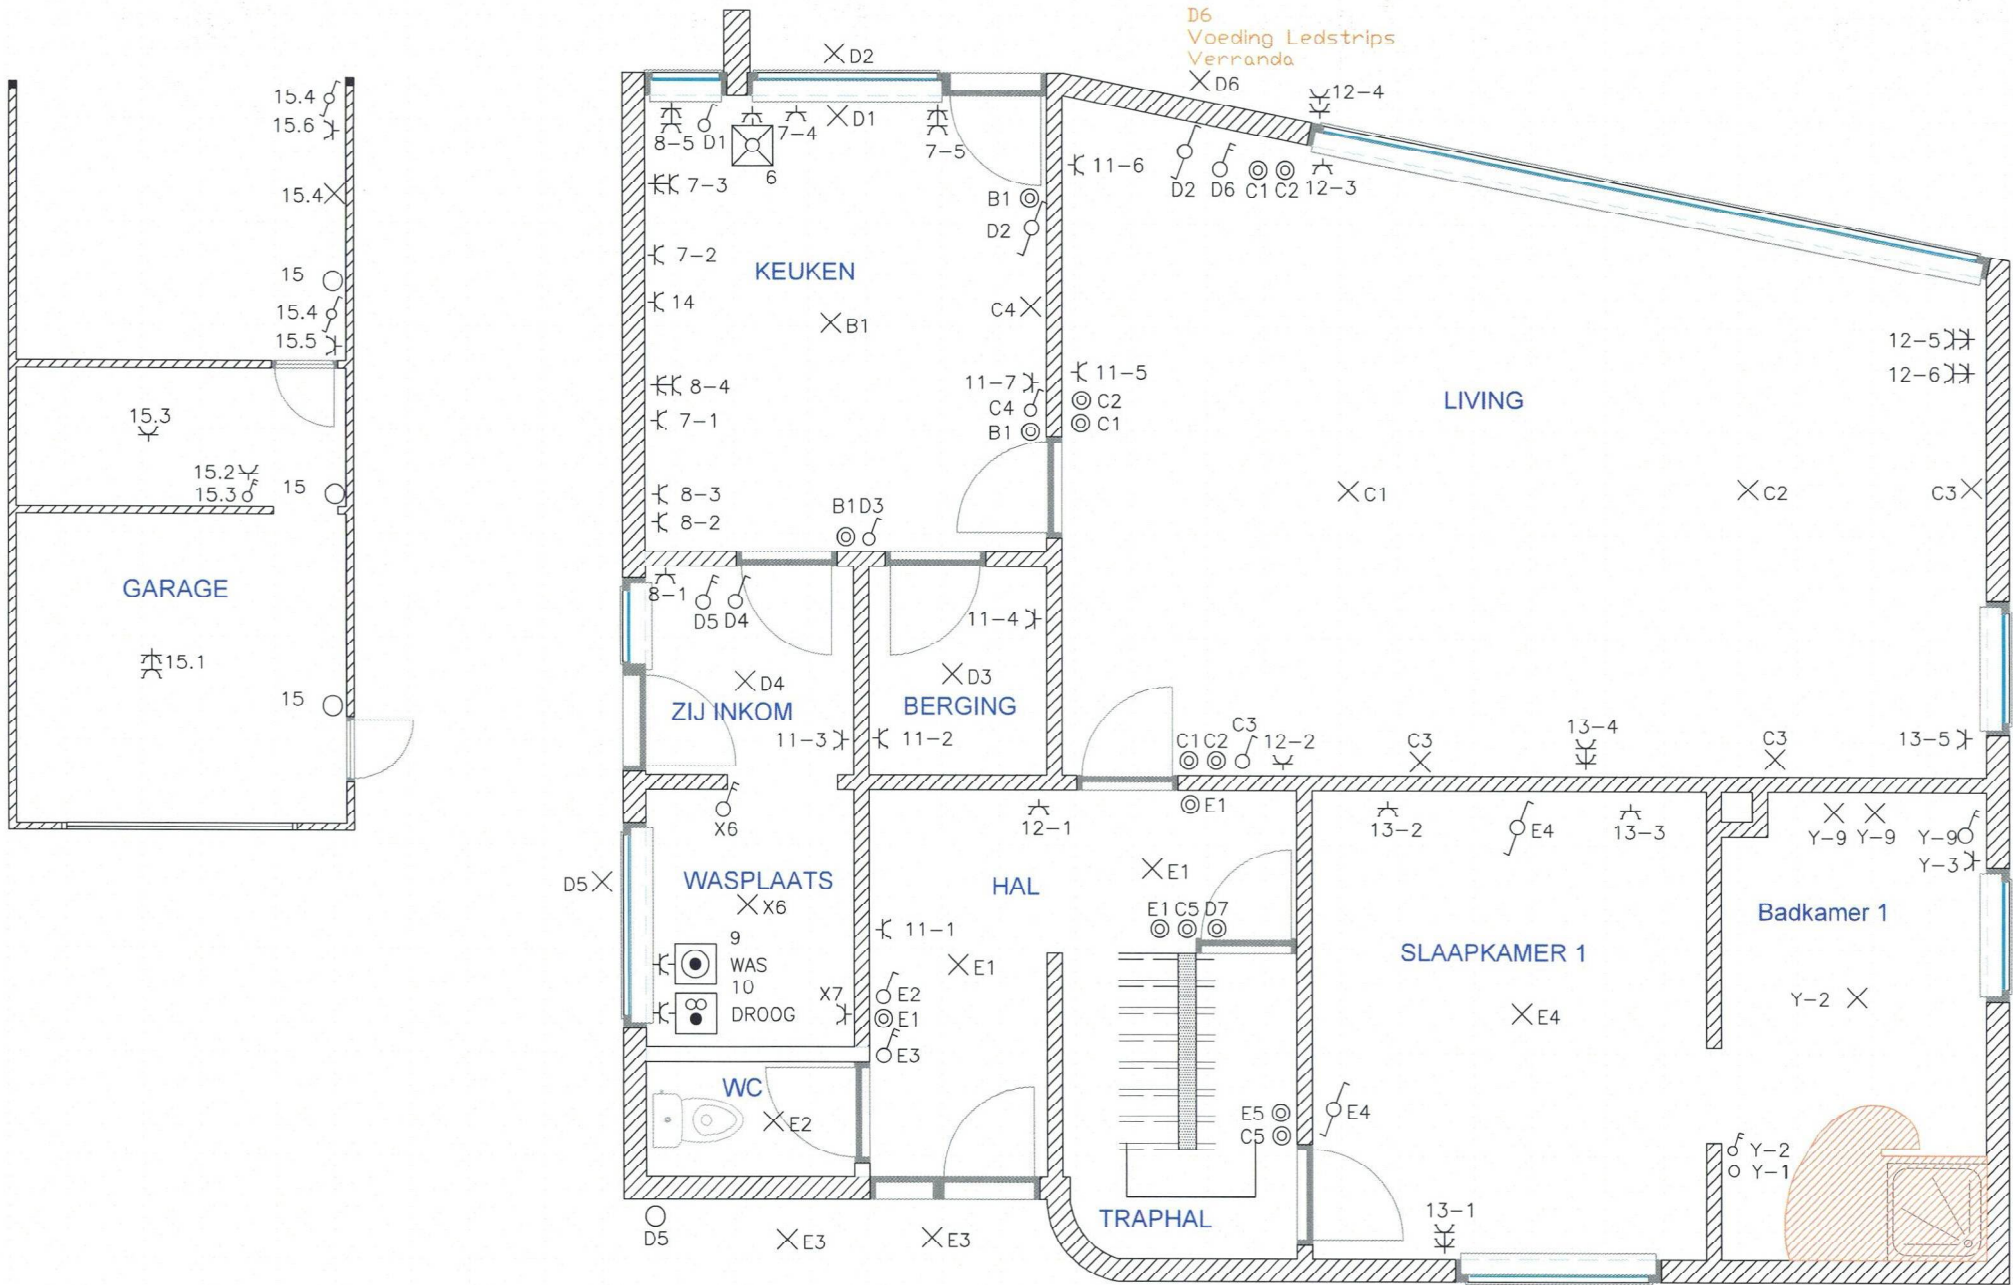 D6
Voeding Ledstrips
Verranda
D2
D6
12-4
15.4
15.6
15.4
15
15.4
15.5
15.3
15.2
15.3
15
GARAGE
15.1
15
8-5
D1
6
7-4
D1
7-5
7-3
B1
D2
7-2
KEUKEN
14
B1
C4
8-4
11-7
7-1
C4
B1
8-3
8-2
B1
D3
11-6
D2
D6
C1
C2
12-3
11-5
C2
C1
LIVING
12-5
12-6
C1
C2
C3
8-1
D5
D4
D4
ZIJ INKOM
11-3
11-4
D3
BERGING
11-2
C1
C2
C3
12-2
C3
13-4
C3
13-5
X6
D5
WASPLAATS
X6
9
WAS
10
DROOG
X7
12-1
E1
HAL
E1
E1
C5
D7
11-1
E1
E2
E1
E3
WC
E2
D5
E3
E3
E5
C5
TRAPHAL
13-2
E4
13-3
SLAAPKAMER 1
E4
E4
13-1
Y-9
Y-9
Y-9
Y-3
Badkamer 1
Y-2
Y-2
Y-1